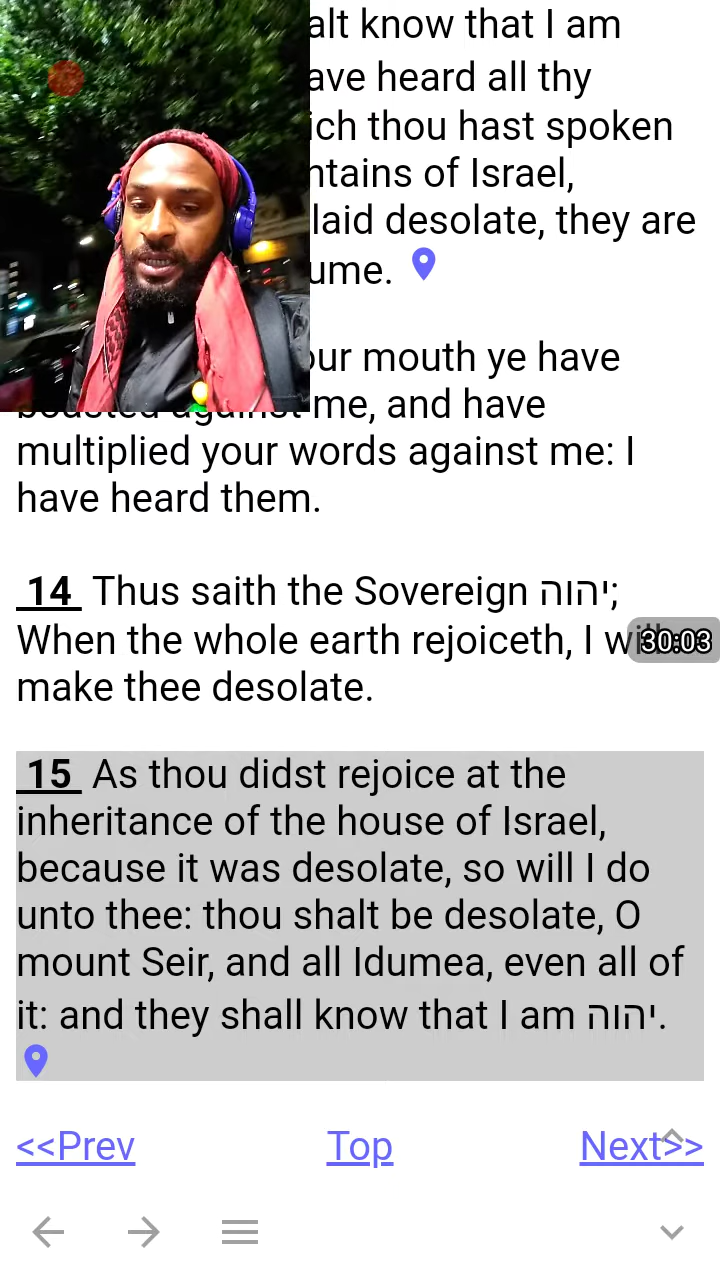 alt know that I am
ave heard all thy
ich thou hast spoken
ntains of Israel,
laid desolate, they are
ume.
our mouth ye have
boasted against me, and have
multiplied your words against me: I
have heard them.
14 Thus saith the Sovereign יהוה;
When the whole earth rejoiceth, I will
30:03
make thee desolate.
15 As thou didst rejoice at the
inheritance of the house of Israel,
because it was desolate, so will I do
unto thee: thou shalt be desolate, O
mount Seir, and all Idumea, even all of
it: and they shall know that I am יהוה.
<<Prev Top Next>>